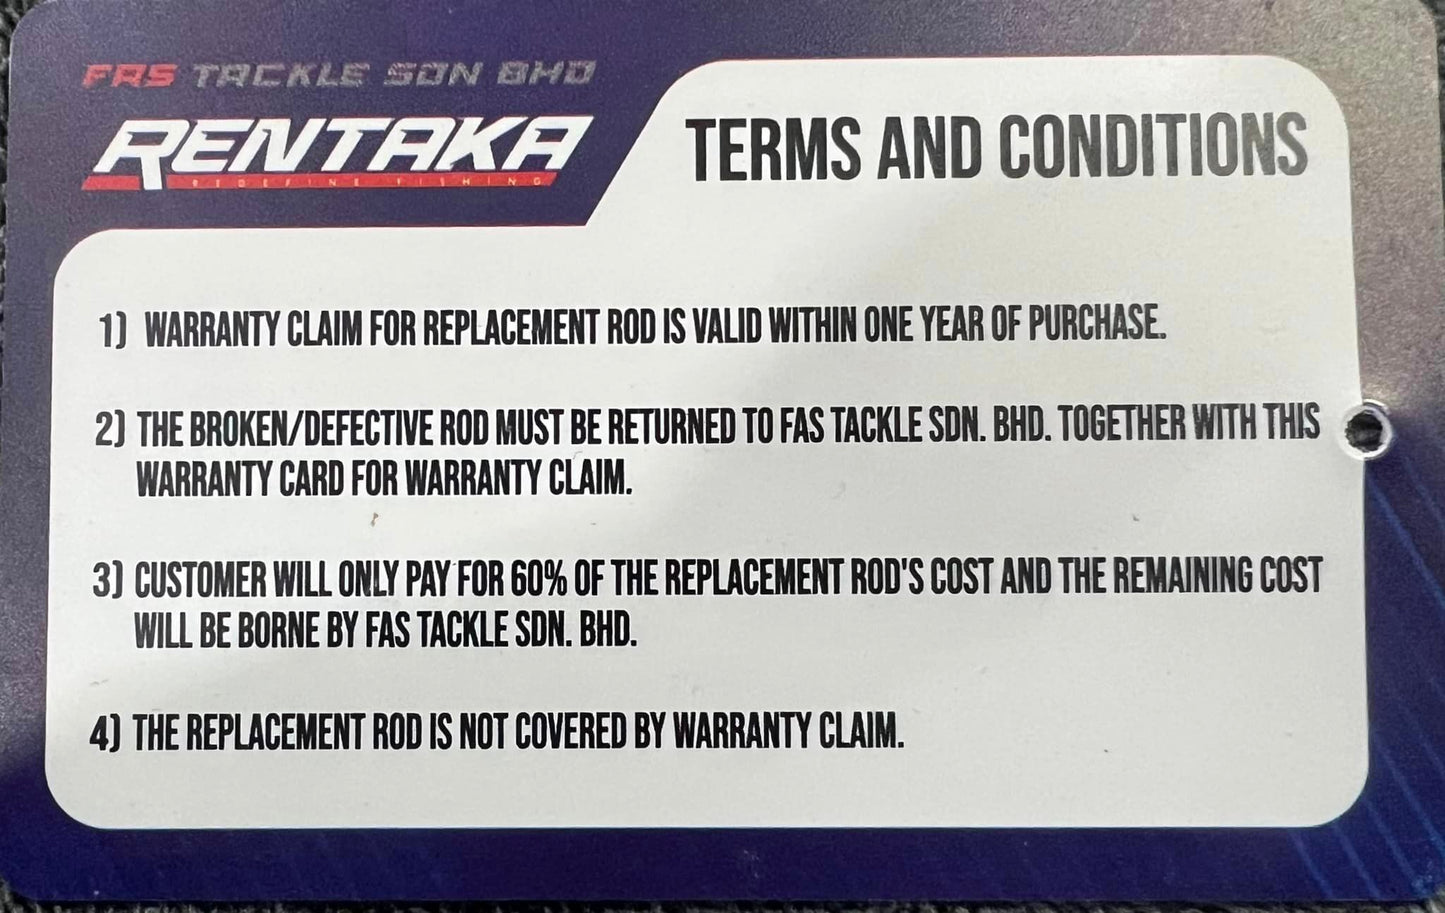 FAS TACKLE SDN BHD
RENTAKA
REDEFINE FISHING
TERMS AND CONDITIONS
1) WARRANTY CLAIM FOR REPLACEMENT ROD IS VALID WITHIN ONE YEAR OF PURCHASE.
2) THE BROKEN/DEFECTIVE ROD MUST BE RETURNED TO FAS TACKLE SDN. BHD. TOGETHER WITH THIS
WARRANTY CARD FOR WARRANTY CLAIM.
3) CUSTOMER WILL ONLY PAY FOR 60% OF THE REPLACEMENT ROD'S COST AND THE REMAINING COST
WILL BE BORNE BY FAS TACKLE SDN. BHD.
4) THE REPLACEMENT ROD IS NOT COVERED BY WARRANTY CLAIM.